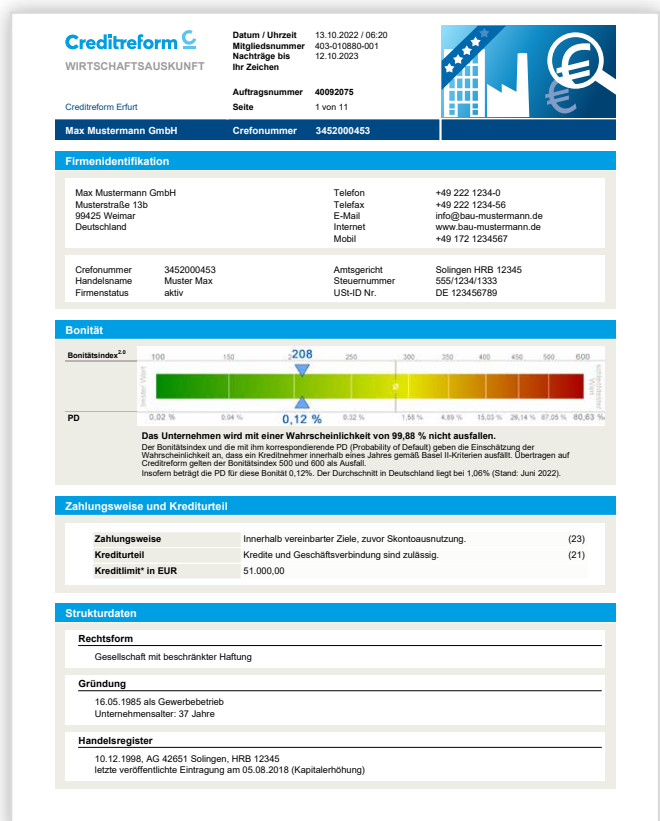 Creditreform C
WIRTSCHAFTSAUSKUNFT
Creditreform Erfurt
Datum / Uhrzeit 13.10.2022 / 06:20
Mitgliedsnummer 403-010880-001
Nachträge bis 12.10.2023
Ihr Zeichen
Auftragsnummer 40092075
Seite 1 von 11
Max Mustermann GmbH Crefonummer 3452000453
Firmenidentifikation
Max Mustermann GmbH Telefon +49 222 1234-0
Musterstraße 13b Telefax +49 222 1234-56
99425 Weimar E-Mail info@bau-mustermann.de
Deutschland Internet www.bau-mustermann.de
Mobil +49 172 1234567
Crefonummer 3452000453 Amtsgericht Solingen HRB 12345
Handelsname Muster Max Steuernummer 555/1234/1333
Firmenstatus aktiv USt-ID Nr. DE 123456789
Bonität
Bonitätsindex2.0 100 150 208 250 300 350 400 450 500 600
bester Wert
schlechtester Wert
PD 0,02 % 0.04 % 0,12 % 0.32 % 1,56 % 4,89 % 15,03 % 26,14 % 87,05 % 80,63 %
Das Unternehmen wird mit einer Wahrscheinlichkeit von 99,88 % nicht ausfallen.
Der Bonitätsindex und die mit ihm korrespondierende PD (Probability of Default) geben die Einschätzung der
Wahrscheinlichkeit an, dass ein Kreditnehmer innerhalb eines Jahres gemäß Basel II-Kriterien ausfällt. Übertragen auf
Creditreform gelten der Bonitätsindex 500 und 600 als Ausfall.
Insofern beträgt die PD für diese Bonität 0,12%. Der Durchschnitt in Deutschland liegt bei 1,06% (Stand: Juni 2022).
Zahlungsweise und Krediturteil
Zahlungsweise Innerhalb vereinbarter Ziele, zuvor Skontoausnutzung. (23)
Krediturteil Kredite und Geschäftsverbindung sind zulässig. (21)
Kreditlimit* in EUR 51.000,00
Strukturdaten
Rechtsform
Gesellschaft mit beschränkter Haftung
Gründung
16.05.1985 als Gewerbebetrieb
Unternehmensalter: 37 Jahre
Handelsregister
10.12.1998, AG 42651 Solingen, HRB 12345
letzte veröffentlichte Eintragung am 05.08.2018 (Kapitalerhöhung)